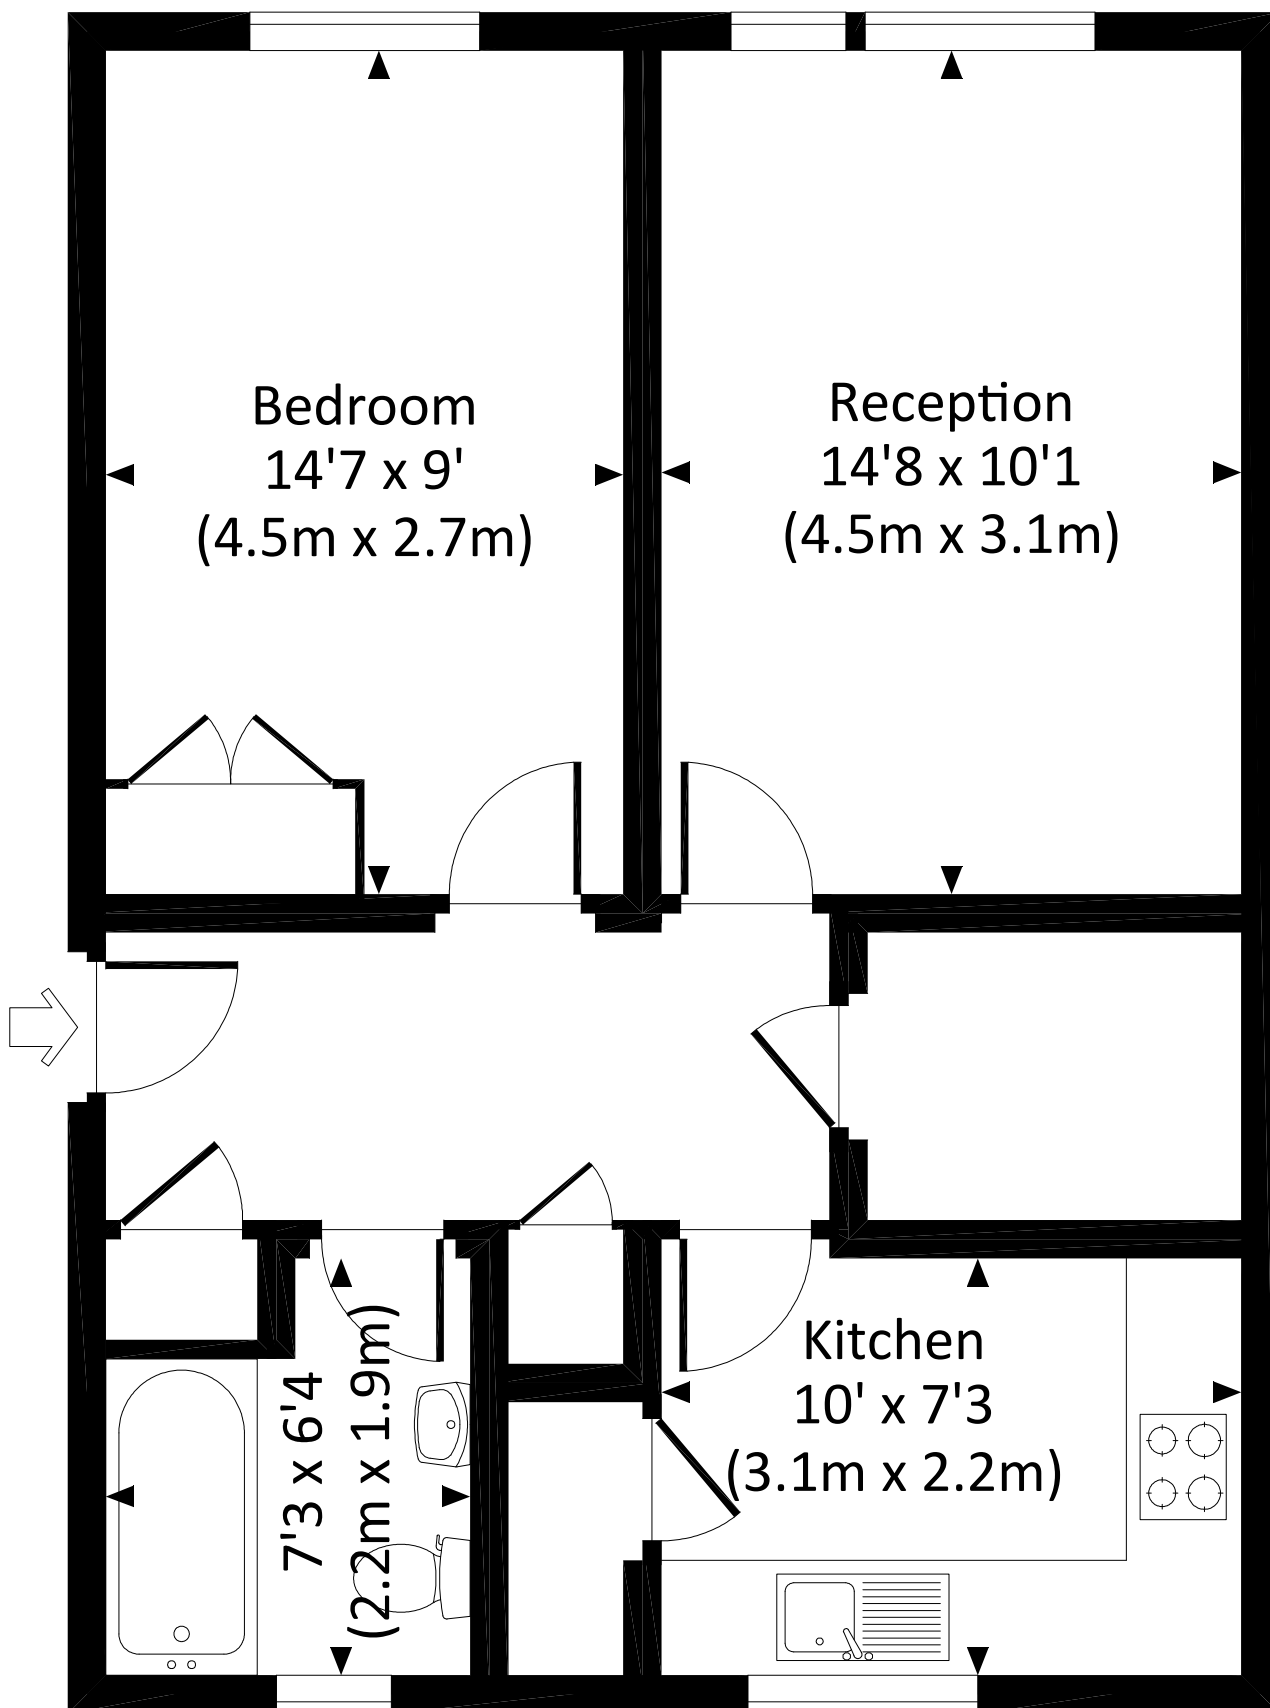 Bedroom
14'7 x 9'
(4.5m x 2.7m)
Reception
14'8 x 10'1
(4.5m x 3.1m)
Kitchen
10' x 7'3
(3.1m x 2.2m)
7'3 x 6'4
(2.2m x 1.9m)